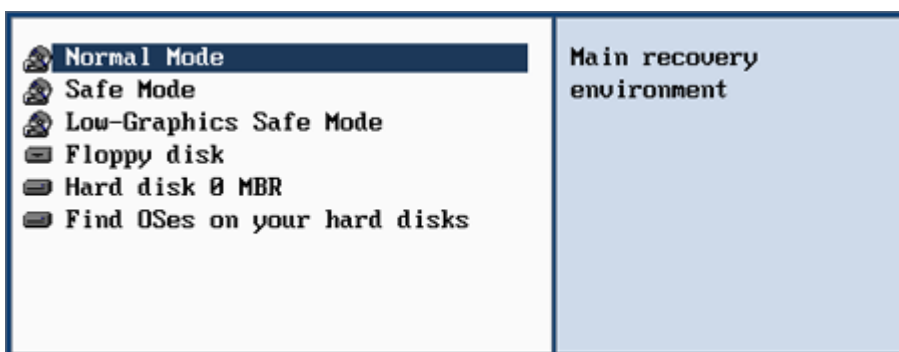 Normal Mode
Safe Mode
Low-Graphics Safe Mode
Floppy disk
Hard disk 0 MBR
Find OSes on your hard disks
Main recovery
environment